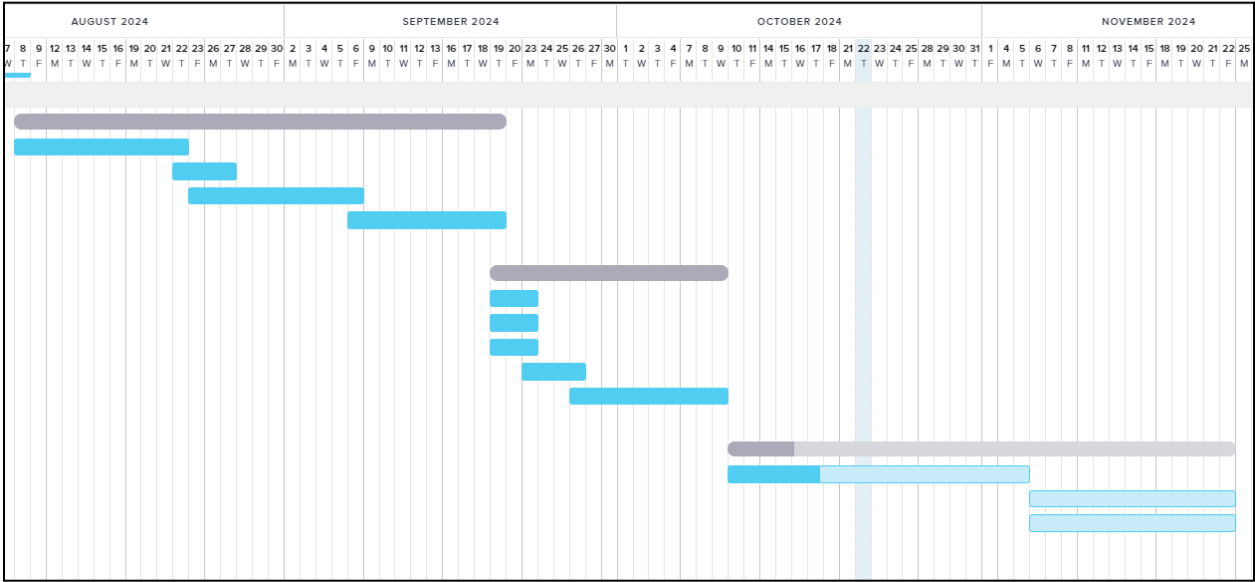 AUGUST 2024 SEPTEMBER 2024 OCTOBER 2024 NOVEMBER 2024
7 8 9 12 13 14 15 16 19 20 21 22 23 26 27 28 29 30 2 3 4 5 6 9 10 11 12 13 16 17 18 19 20 23 24 25 26 27 30 1 2 3 4 7 8 9 10 11 14 15 16 17 18 21 22 23 24 25 28 29 30 31 1 4 5 6 7 8 11 12 13 14 15 18 19 20 21 22 25
W T F M T W T F M T W T F M T W T F M T W T F M T W T F M T W T F M T W T F M T W T F M T W T F M T W T F M T W T F M T W T F M T W T F M T W T F M T W T F M